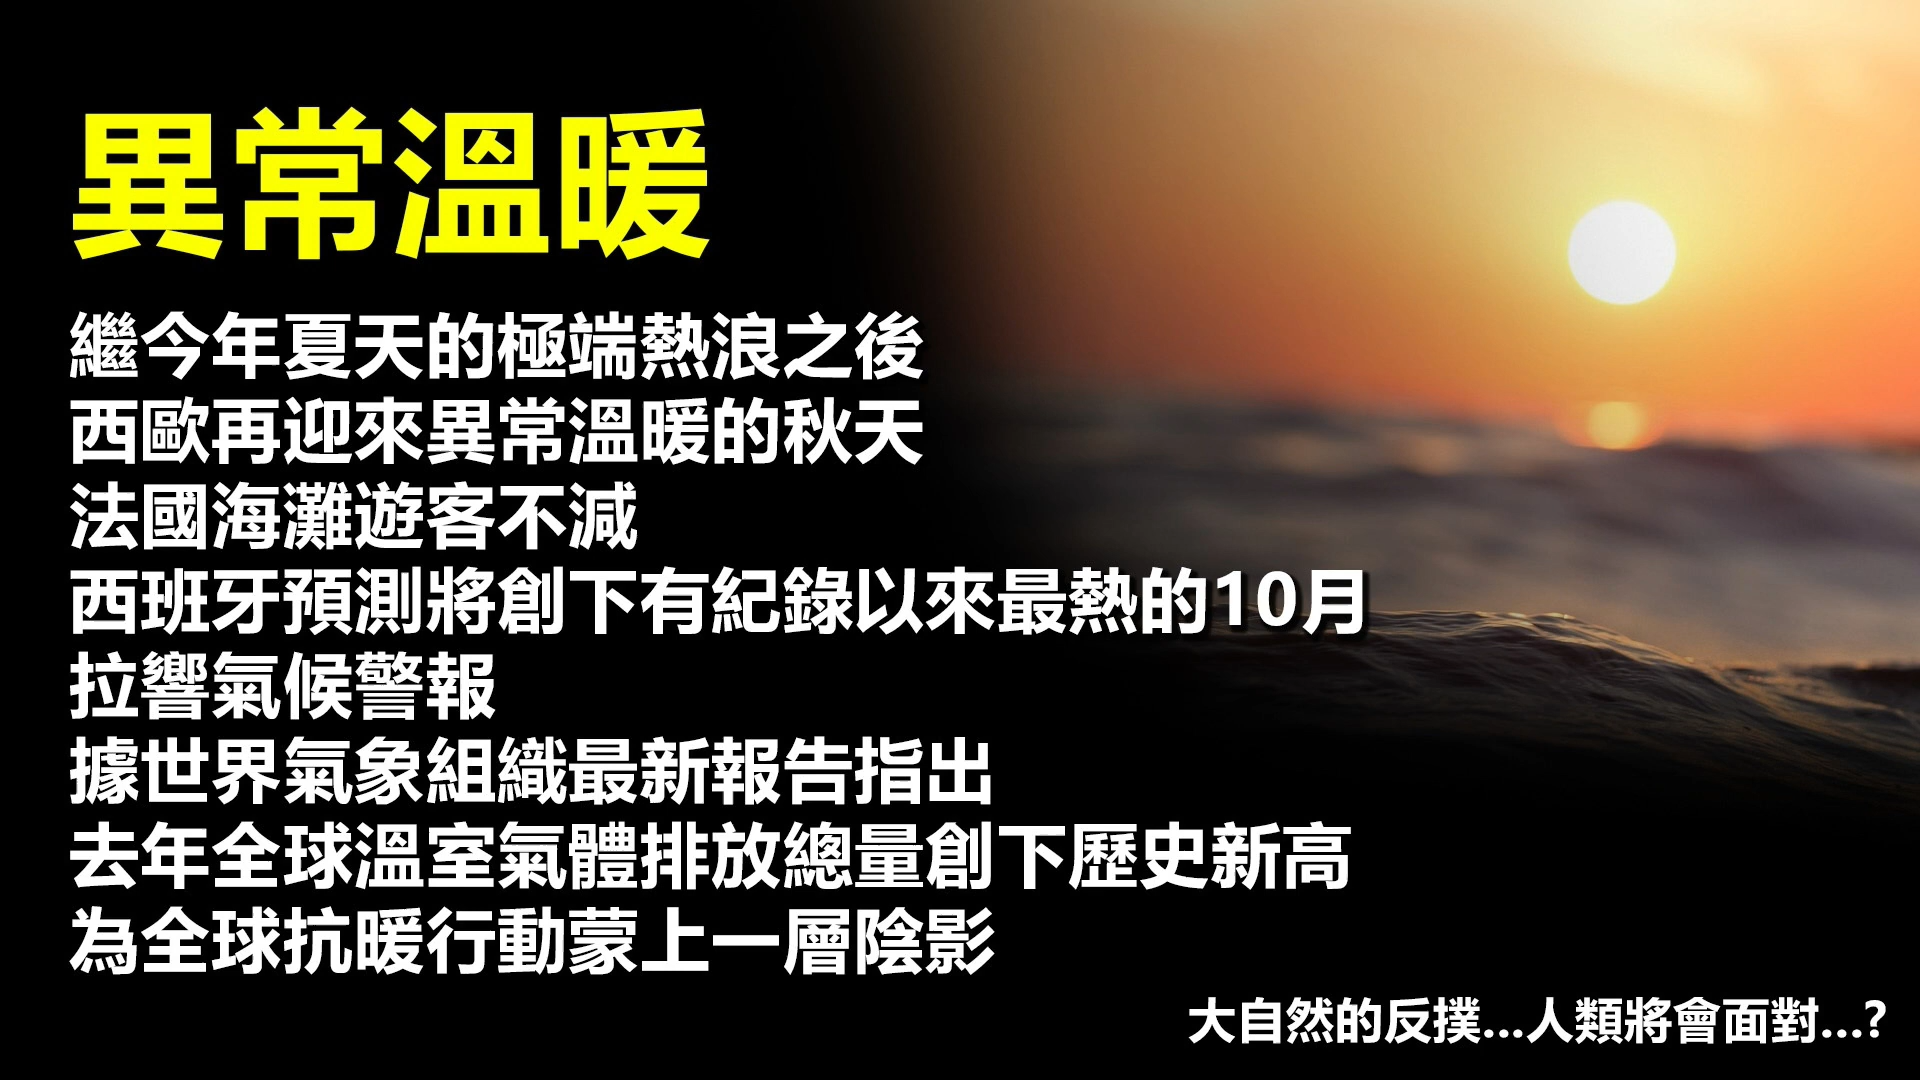 異常溫暖
繼今年夏天的極端熱浪之後
西歐再迎來異常溫暖的秋天
法國海灘遊客不減
西班牙預測將創下有紀錄以來最熱的10月
拉響氣候警報
據世界氣象組織最新報告指出
去年全球溫室氣體排放總量創下歷史新高
為全球抗暖行動蒙上一層陰影
大自然的反撲...人類將會面對...?